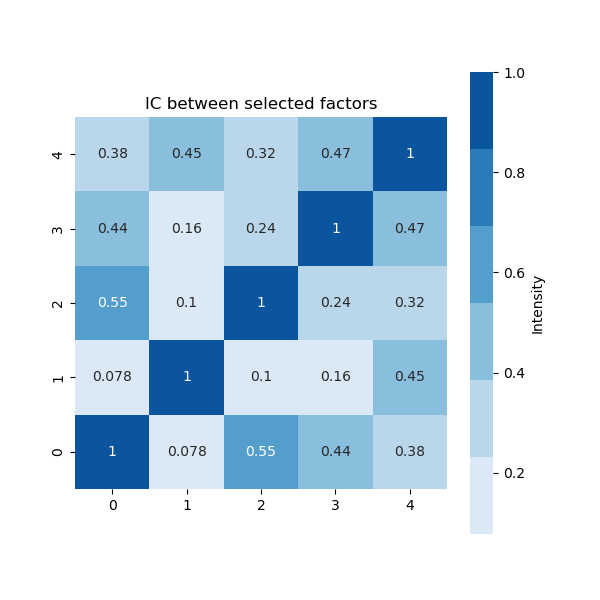 IC between selected factors
4 0.38 0.45 0.32 0.47 1
3 0.44 0.16 0.24 1 0.47
2 0.55 0.1 1 0.24 0.32
1 0.078 1 0.1 0.16 0.45
0 1 0.078 0.55 0.44 0.38
0 1 2 3 4
1.0
0.8
0.6
0.4
0.2
Intensity